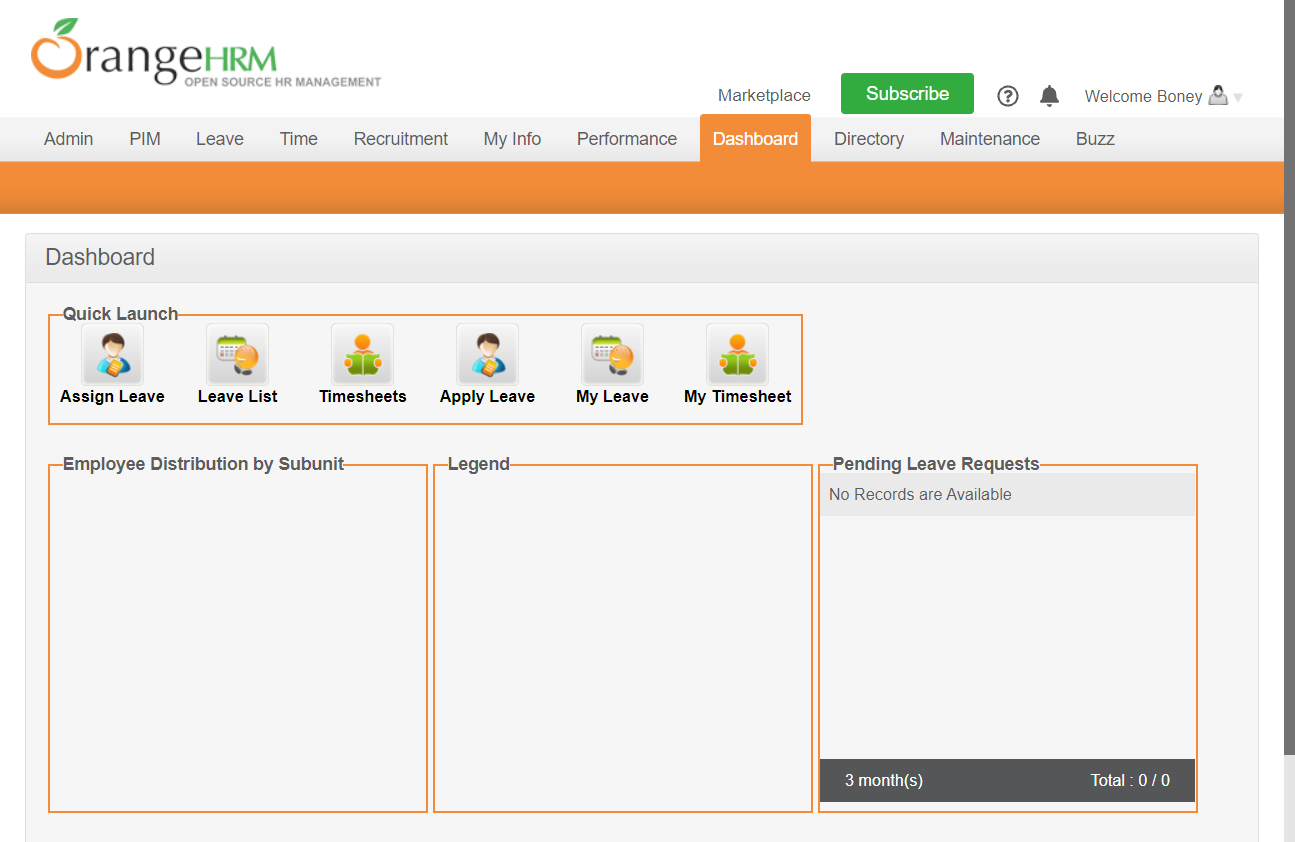 OrangeHRM
OPEN SOURCE HR MANAGEMENT
Marketplace Subscribe ? Welcome Boney
Admin PIM Leave Time Recruitment My Info Performance Dashboard Directory Maintenance Buzz
Dashboard
Quick Launch
Assign Leave Leave List Timesheets Apply Leave My Leave My Timesheet
Employee Distribution by Subunit Legend Pending Leave Requests
No Records are Available
3 month(s) Total : 0 / 0